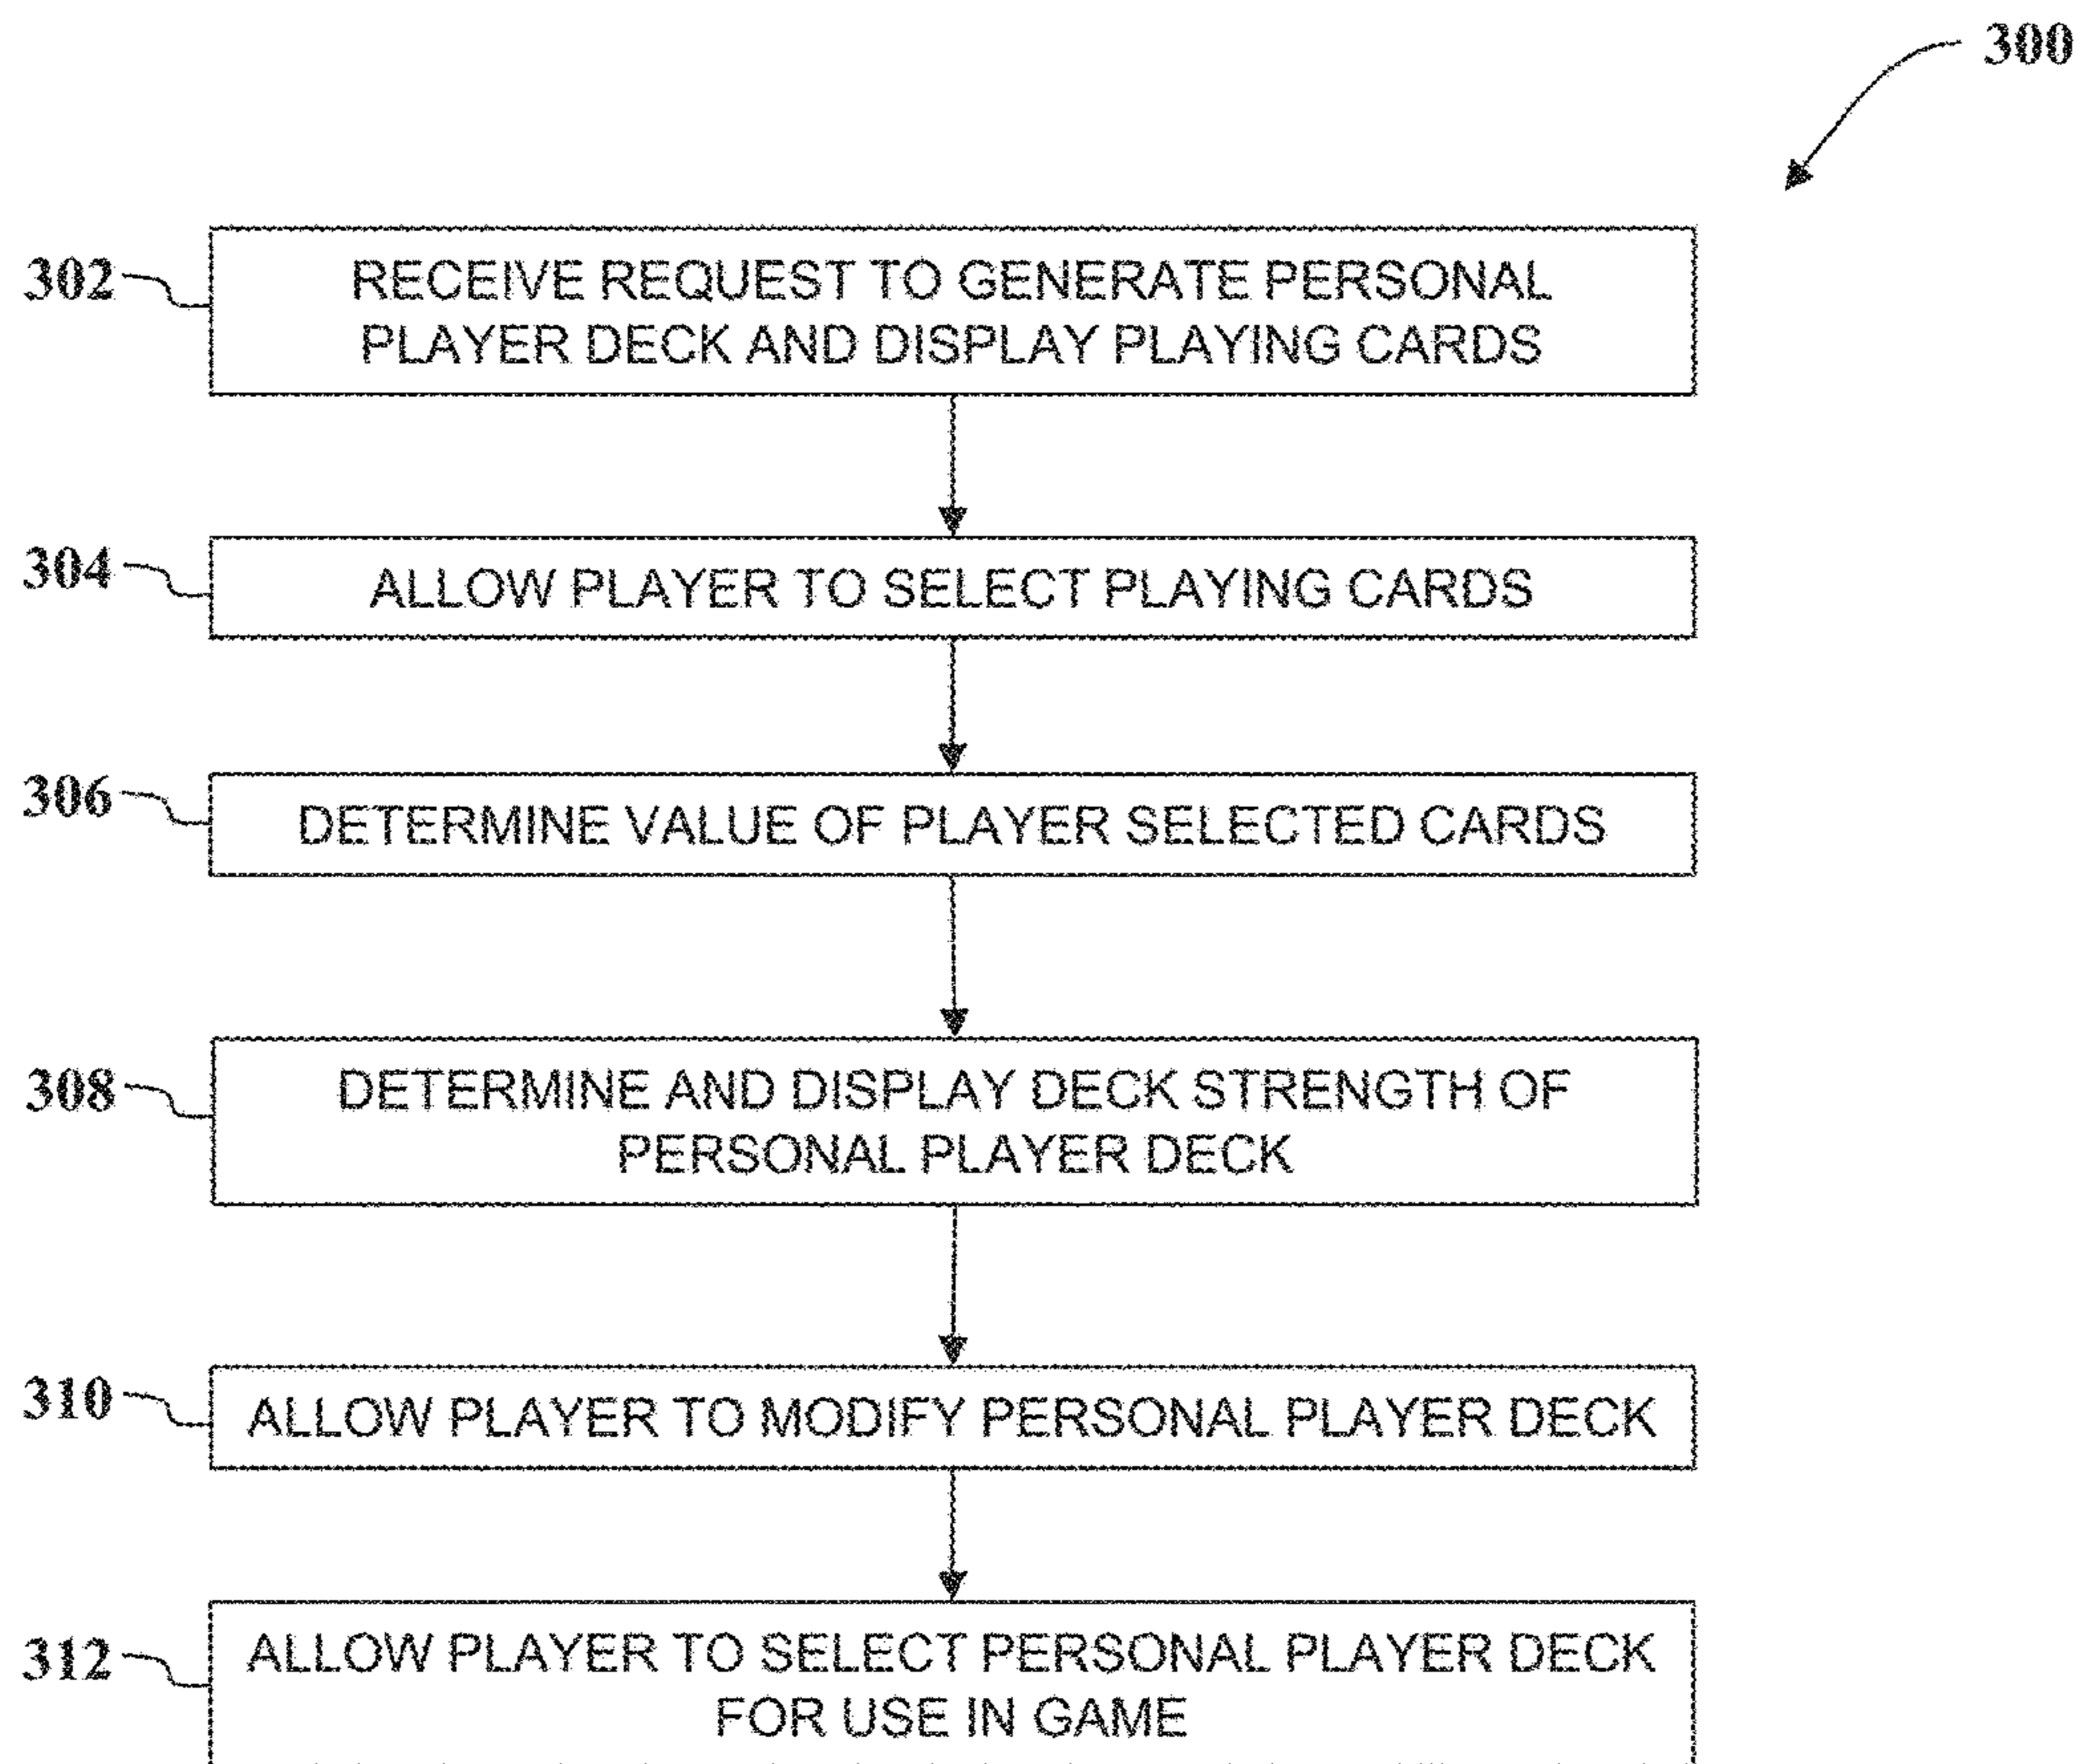 300
302
RECEIVE REQUEST TO GENERATE PERSONAL
PLAYER DECK AND DISPLAY PLAYING CARDS
304
ALLOW PLAYER TO SELECT PLAYING CARDS
306
DETERMINE VALUE OF PLAYER SELECTED CARDS
308
DETERMINE AND DISPLAY DECK STRENGTH OF
PERSONAL PLAYER DECK
310
ALLOW PLAYER TO MODIFY PERSONAL PLAYER DECK
312
ALLOW PLAYER TO SELECT PERSONAL PLAYER DECK
FOR USE IN GAME